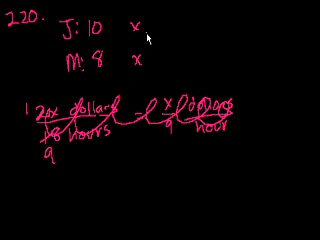 220.
J: 10 x
M: 8 x
1 2x dollars / 18 hours = x dollars / 9 hour
9